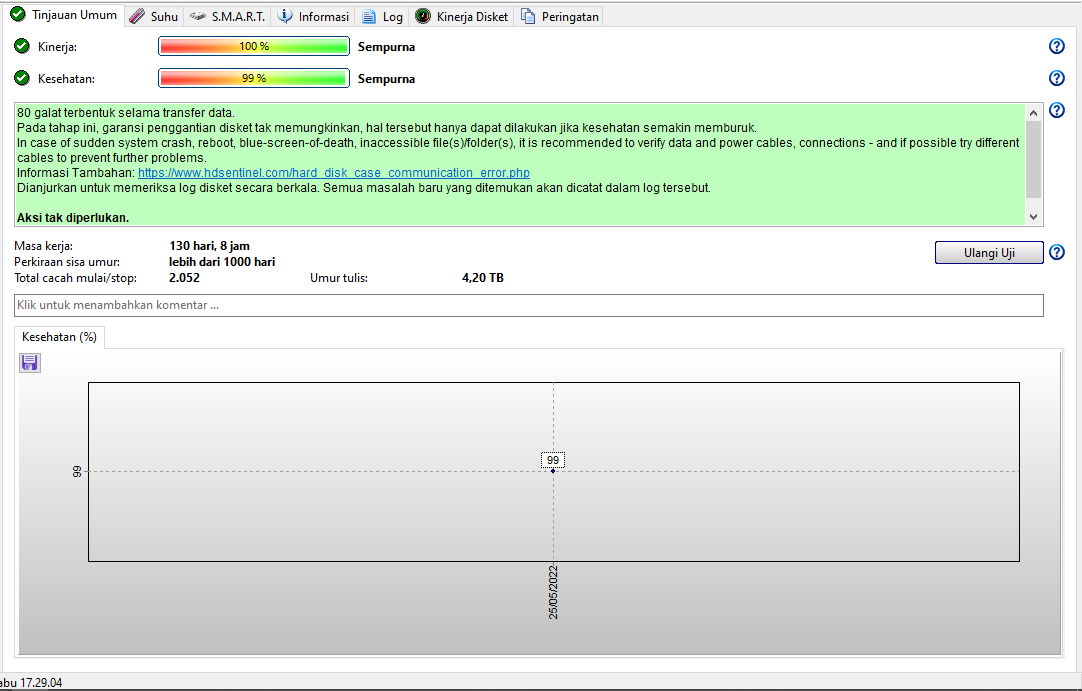 Tinjauan Umum Suhu S.M.A.R.T. Informasi Log Kinerja Disket Peringatan
Kinerja: 100 % Sempurna
Kesehatan: 99 % Sempurna
80 galat terbentuk selama transfer data.
Pada tahap ini, garansi penggantian disket tak memungkinkan, hal tersebut hanya dapat dilakukan jika kesehatan semakin memburuk.
In case of sudden system crash, reboot, blue-screen-of-death, inaccessible file(s)/folder(s), it is recommended to verify data and power cables, connections - and if possible try different
cables to prevent further problems.
Informasi Tambahan: https://www.hdsentinel.com/hard_disk_case_communication_error.php
Dianjurkan untuk memeriksa log disket secara berkala. Semua masalah baru yang ditemukan akan dicatat dalam log tersebut.
Aksi tak diperlukan.
Masa kerja: 130 hari, 8 jam
Ulangi Uji
Perkiraan sisa umur: lebih dari 1000 hari
Total cacah mulai/stop: 2.052 Umur tulis: 4,20 TB
Klik untuk menambahkan komentar ...
Kesehatan (%)
99
99
25/05/2022
abu 17.29.04